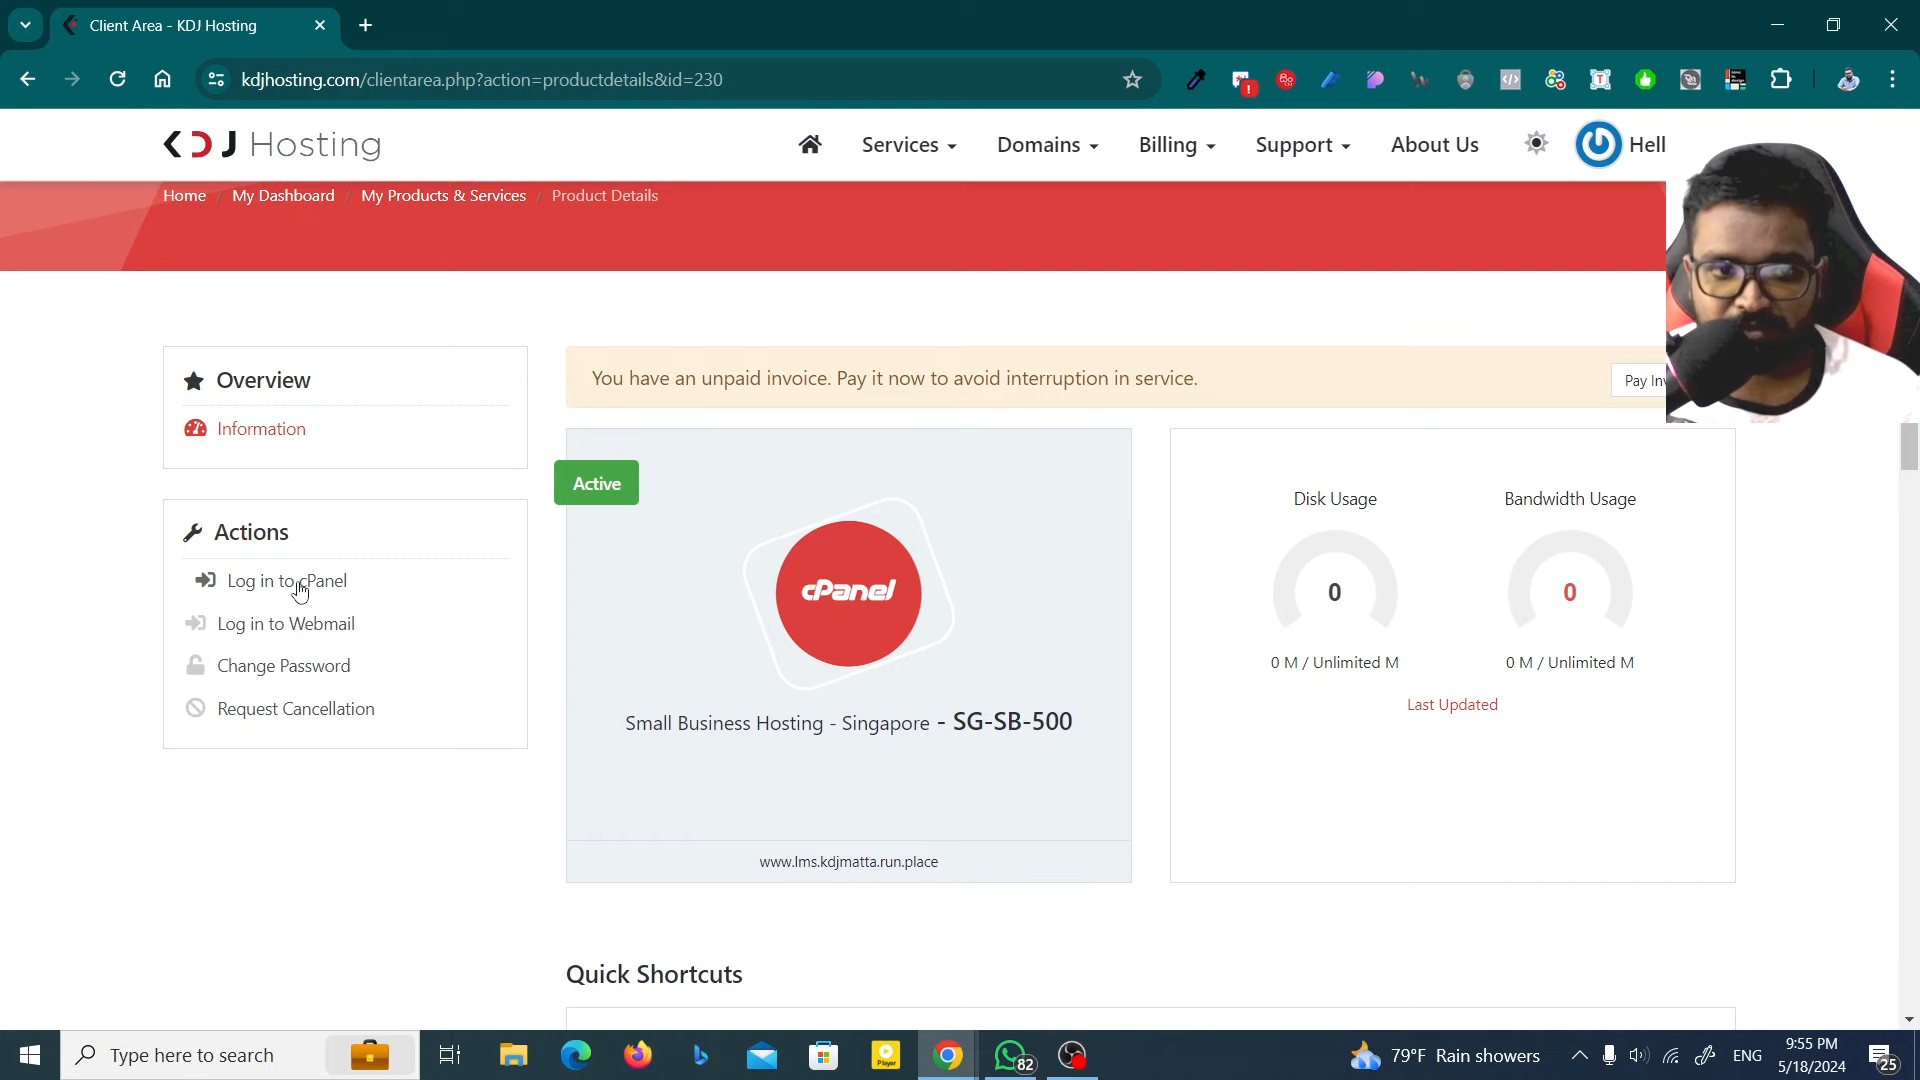 Client Area - KDJ Hosting
kdjhosting.com/clientarea.php?action=productdetails&id=230
KDJ Hosting
Services
Domains
Billing
Support
About Us
Hell
Home / My Dashboard / My Products & Services / Product Details
Overview
Information
You have an unpaid invoice. Pay it now to avoid interruption in service.
Pay Inv
Actions
Log in to cPanel
Log in to Webmail
Change Password
Request Cancellation
Active
cPanel
Small Business Hosting - Singapore - SG-SB-500
www.lms.kdjmatta.run.place
Disk Usage
0
0 M / Unlimited M
Bandwidth Usage
0
0 M / Unlimited M
Last Updated
Quick Shortcuts
Type here to search
Player
82
79°F Rain showers
ENG
9:55 PM
5/18/2024
25